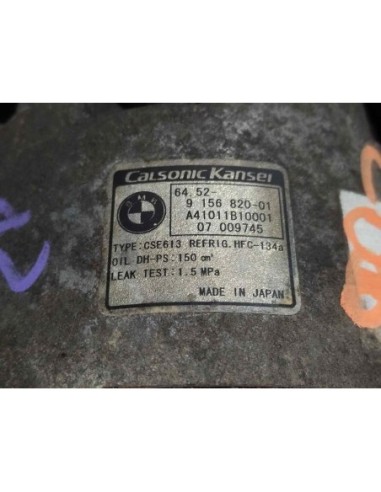 Calsonic Kansei
BMW
64.52-
9 156 820-01
A41011B10001
07 009745
TYPE:CSE613 REFRIG.HFC-134a
OIL DH-PS:150 cm³
LEAK TEST:1.5 MPa
MADE IN JAPAN